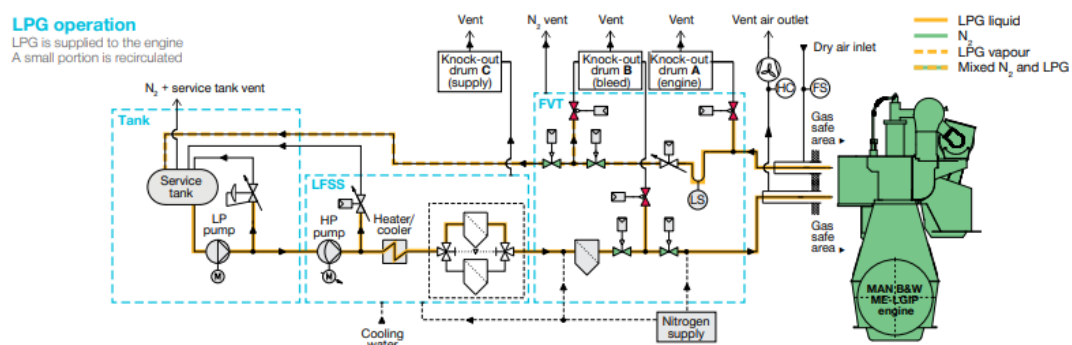 LPG operation
LPG is supplied to the engine
A small portion is recirculated
Vent
N₂ vent
Vent
Vent
Vent air outlet
Dry air inlet
LPG liquid
N₂
LPG vapour
Mixed N₂ and LPG
Knock-out
drum C
(supply)
Knock-out
drum B
(bleed)
Knock-out
drum A
(engine)
HC
FS
N₂ + service tank vent
Tank
FVT
Gas
safe
area
Service
tank
LFSS
LS
LP
pump
HP
pump
Heater/
cooler
M
M
Gas
safe
area
MAN B&W
ME-LGIP
engine
Nitrogen
supply
Cooling
water